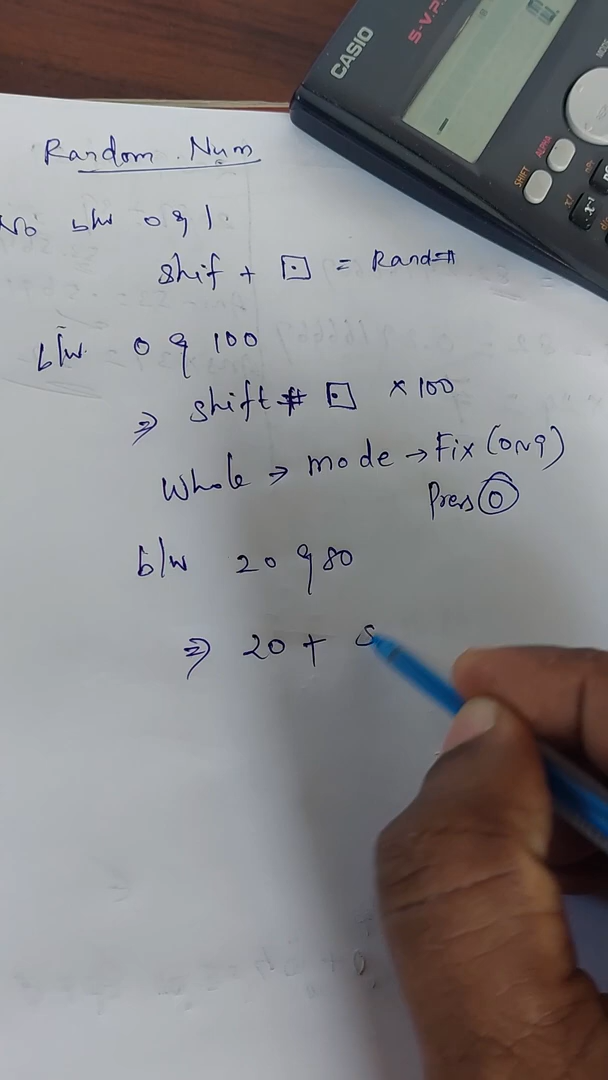 CASIO
S-V.P.
ALPHA
SHIFT
Random Num
No b/w 0 & 1.
Shif + ⊡ = Rand#
b/w. 0 & 100
⇒ Shift # ⊡ × 100
Whole → mode → Fix (0~9)
Press 0
b/w 20 & 80
⇒ 20 + S